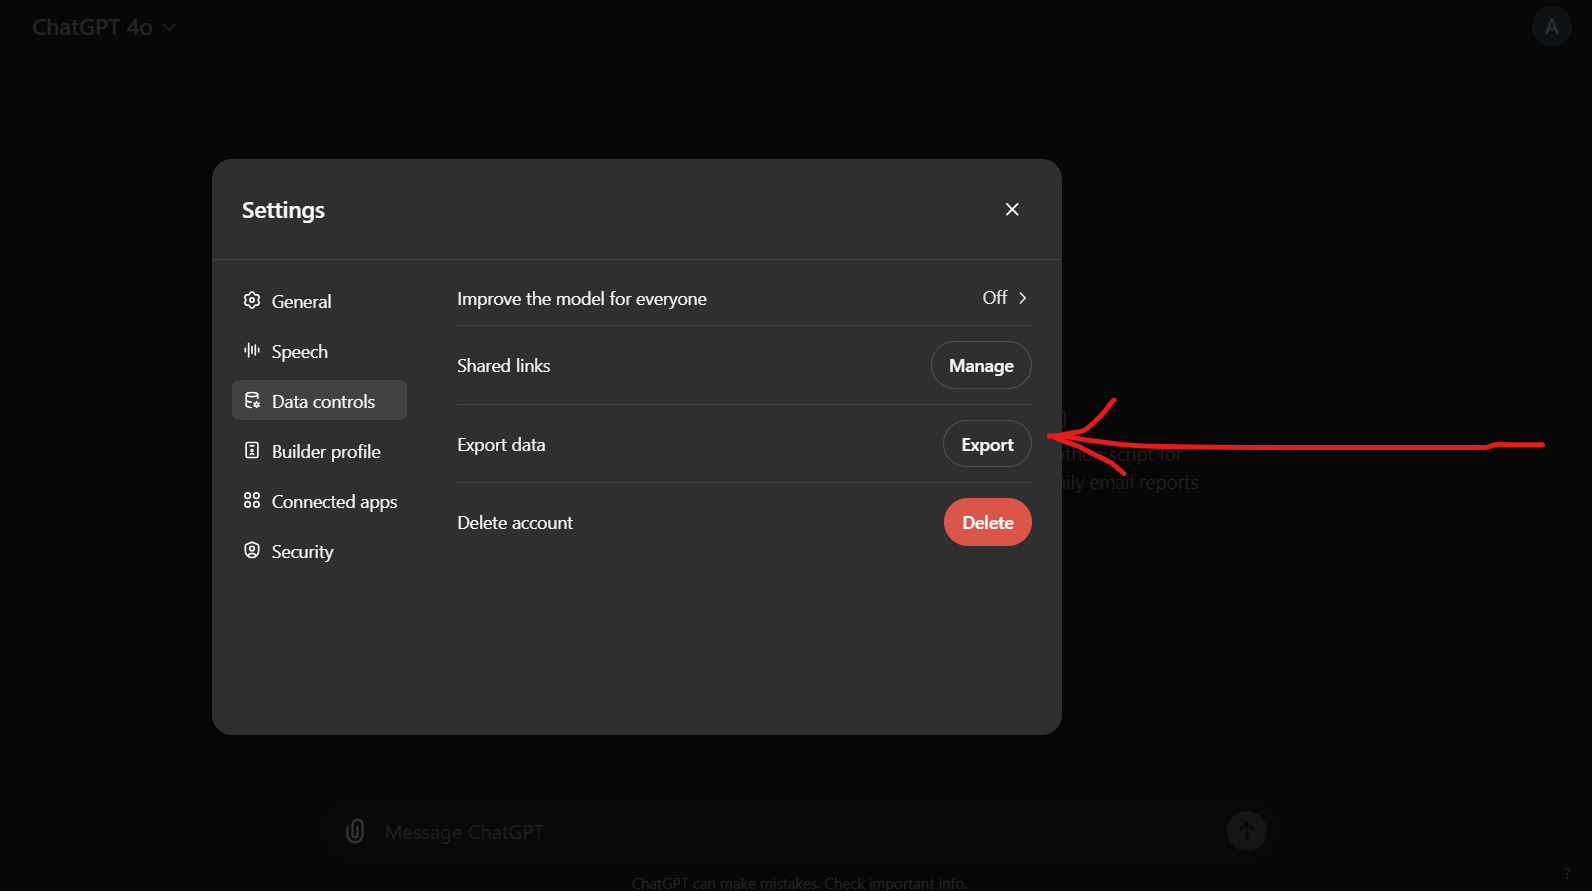 ChatGPT 4o
A
Settings
General
Speech
Data controls
Builder profile
Connected apps
Security
Improve the model for everyone
Off
Shared links
Manage
Export data
Export
Delete account
Delete
script for
email reports
Message ChatGPT
ChatGPT can make mistakes. Check important info.
?